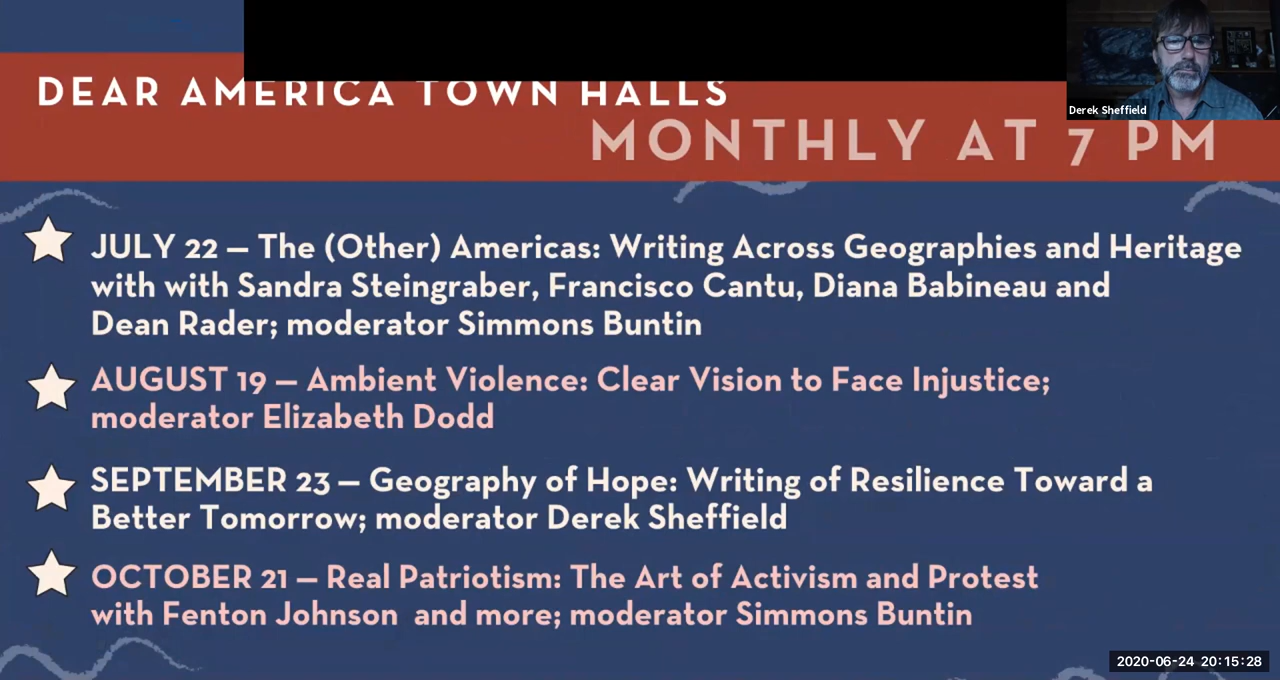 DEAR AMERICA TOWN HALLS
Derek Sheffield
MONTHLY AT 7 PM
JULY 22 — The (Other) Americas: Writing Across Geographies and Heritage
with with Sandra Steingraber, Francisco Cantu, Diana Babineau and
Dean Rader; moderator Simmons Buntin
AUGUST 19 — Ambient Violence: Clear Vision to Face Injustice;
moderator Elizabeth Dodd
SEPTEMBER 23 — Geography of Hope: Writing of Resilience Toward a
Better Tomorrow; moderator Derek Sheffield
OCTOBER 21 — Real Patriotism: The Art of Activism and Protest
with Fenton Johnson and more; moderator Simmons Buntin
2020-06-24 20:15:28